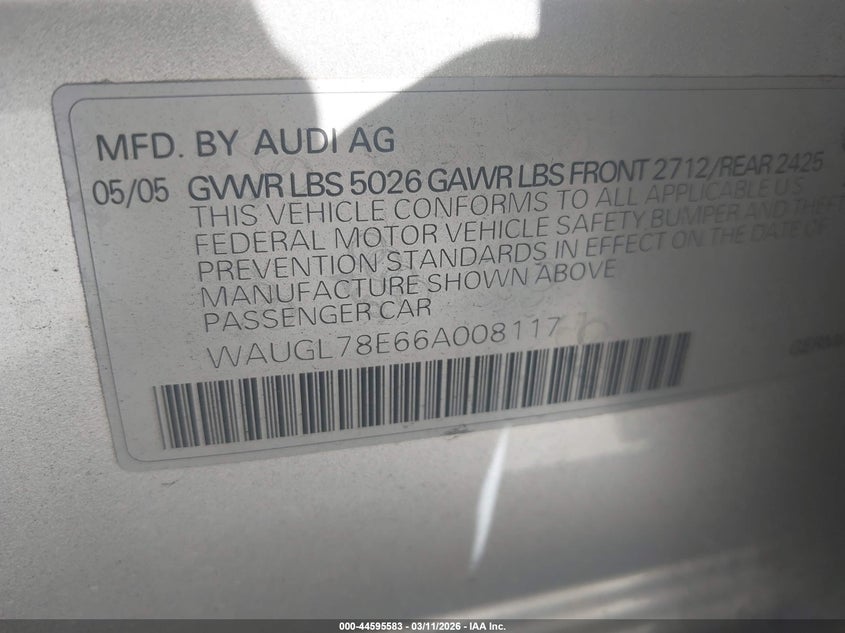 MFD. BY AUDI AG
05/05 GVWR LBS 5026 GAWR LBS FRONT 2712/REAR 2425
THIS VEHICLE CONFORMS TO ALL APPLICABLE U.S.
FEDERAL MOTOR VEHICLE SAFETY BUMPER AND THEFT
PREVENTION STANDARDS IN EFFECT ON THE DATE OF
MANUFACTURE SHOWN ABOVE
PASSENGER CAR
WAUGL78E66A008117
000-44595583 - 03/11/2026 - IAA Inc.